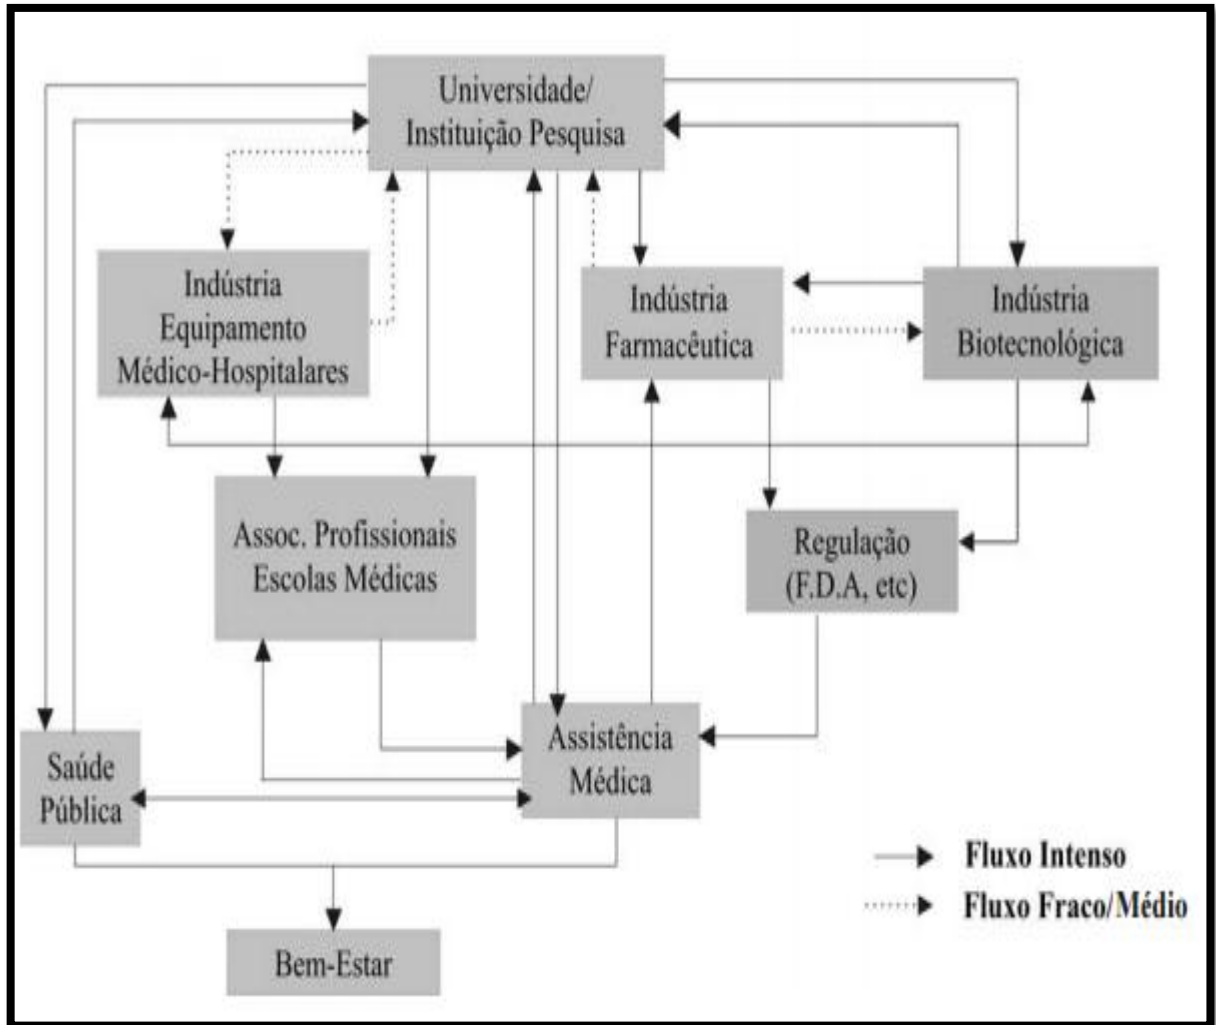 Universidade/
Instituição Pesquisa
Indústria
Equipamento
Médico-Hospitalares
Indústria
Farmacêutica
Indústria
Biotecnológica
Assoc. Profissionais
Escolas Médicas
Regulação
(F.D.A, etc)
Saúde
Pública
Assistência
Médica
Bem-Estar
Fluxo Intenso
Fluxo Fraco/Médio